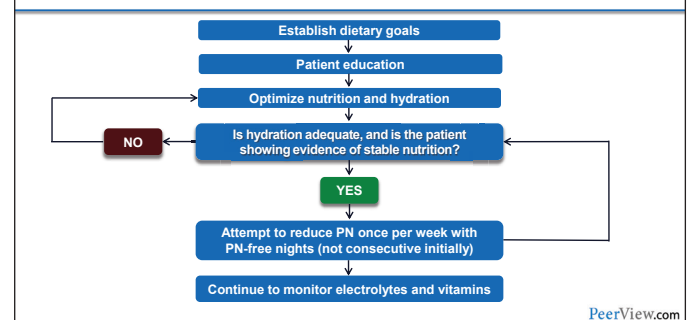 Establish dietary goals
Patient education
Optimize nutrition and hydration
Is hydration adequate, and is the patient
showing evidence of stable nutrition?
NO
YES
Attempt to reduce PN once per week with
PN-free nights (not consecutive initially)
Continue to monitor electrolytes and vitamins
PeerView.com